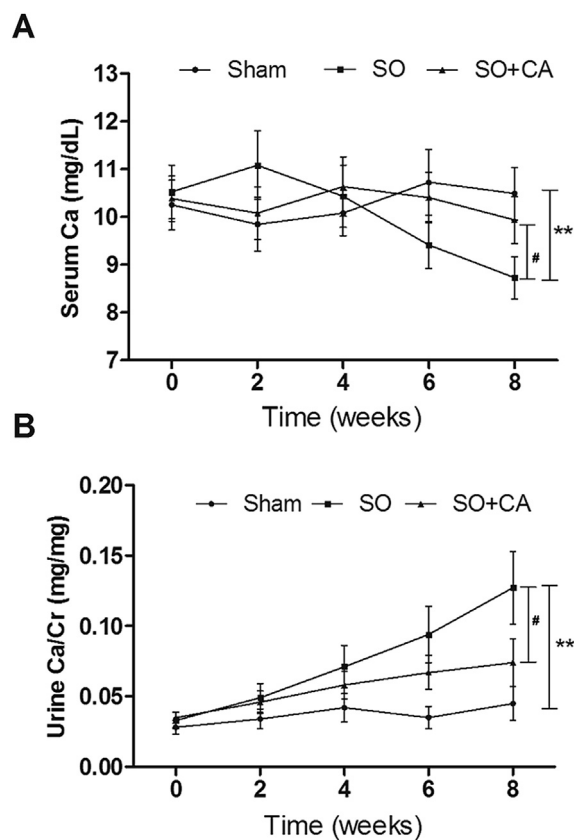 A
Sham SO SO+CA
Serum Ca (mg/dL)
13
12
11
10
9
8
7
**
#
0 2 4 6 8
Time (weeks)
B
Sham SO SO+CA
Urine Ca/Cr (mg/mg)
0.20
0.15
0.10
0.05
0.00
#
**
0 2 4 6 8
Time (weeks)